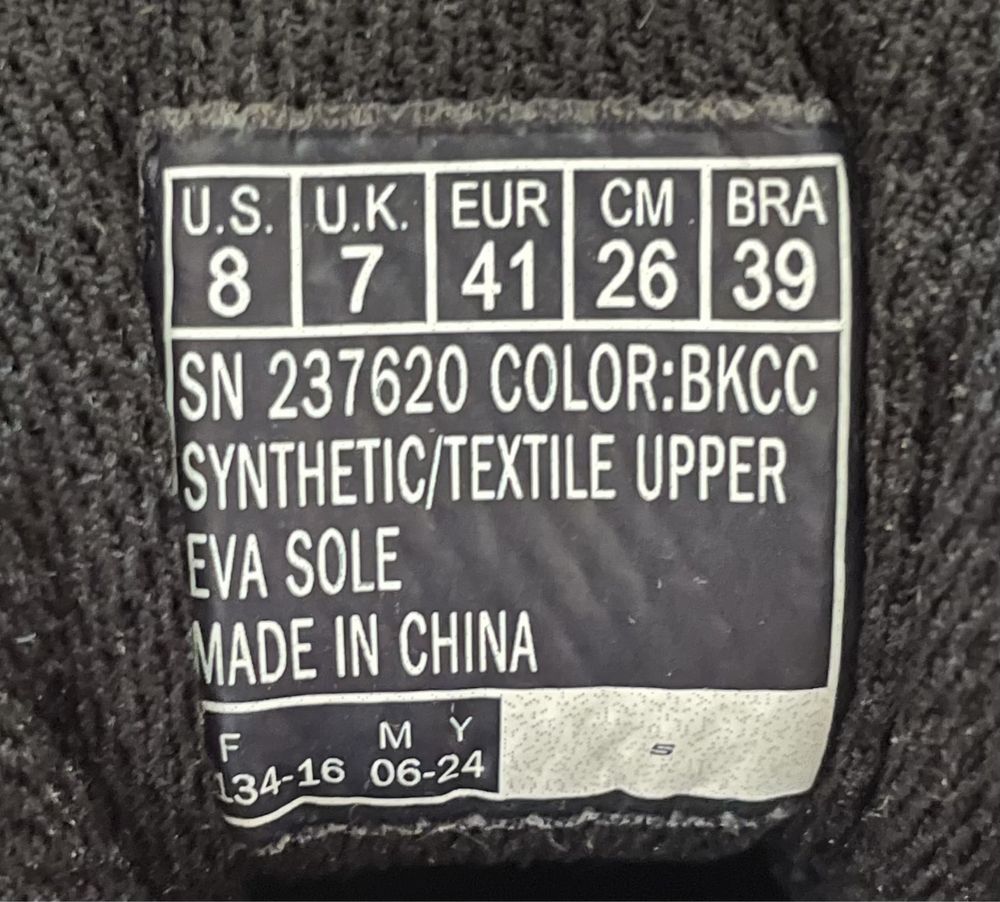 U.S. U.K. EUR CM BRA
8 7 41 26 39
SN 237620 COLOR:BKCC
SYNTHETIC/TEXTILE UPPER
EVA SOLE
MADE IN CHINA
F M Y
134-16 06-24
S